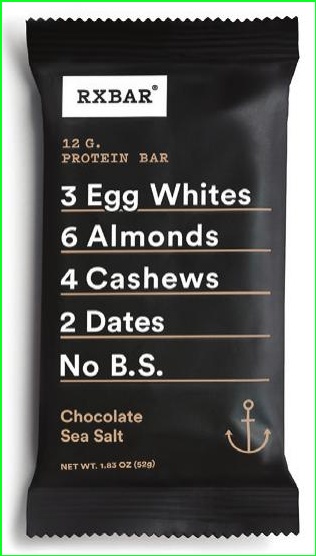 RXBAR®
12 G.
PROTEIN BAR
3 Egg Whites
6 Almonds
4 Cashews
2 Dates
No B.S.
Chocolate
Sea Salt
NET WT. 1.83 OZ (52g)